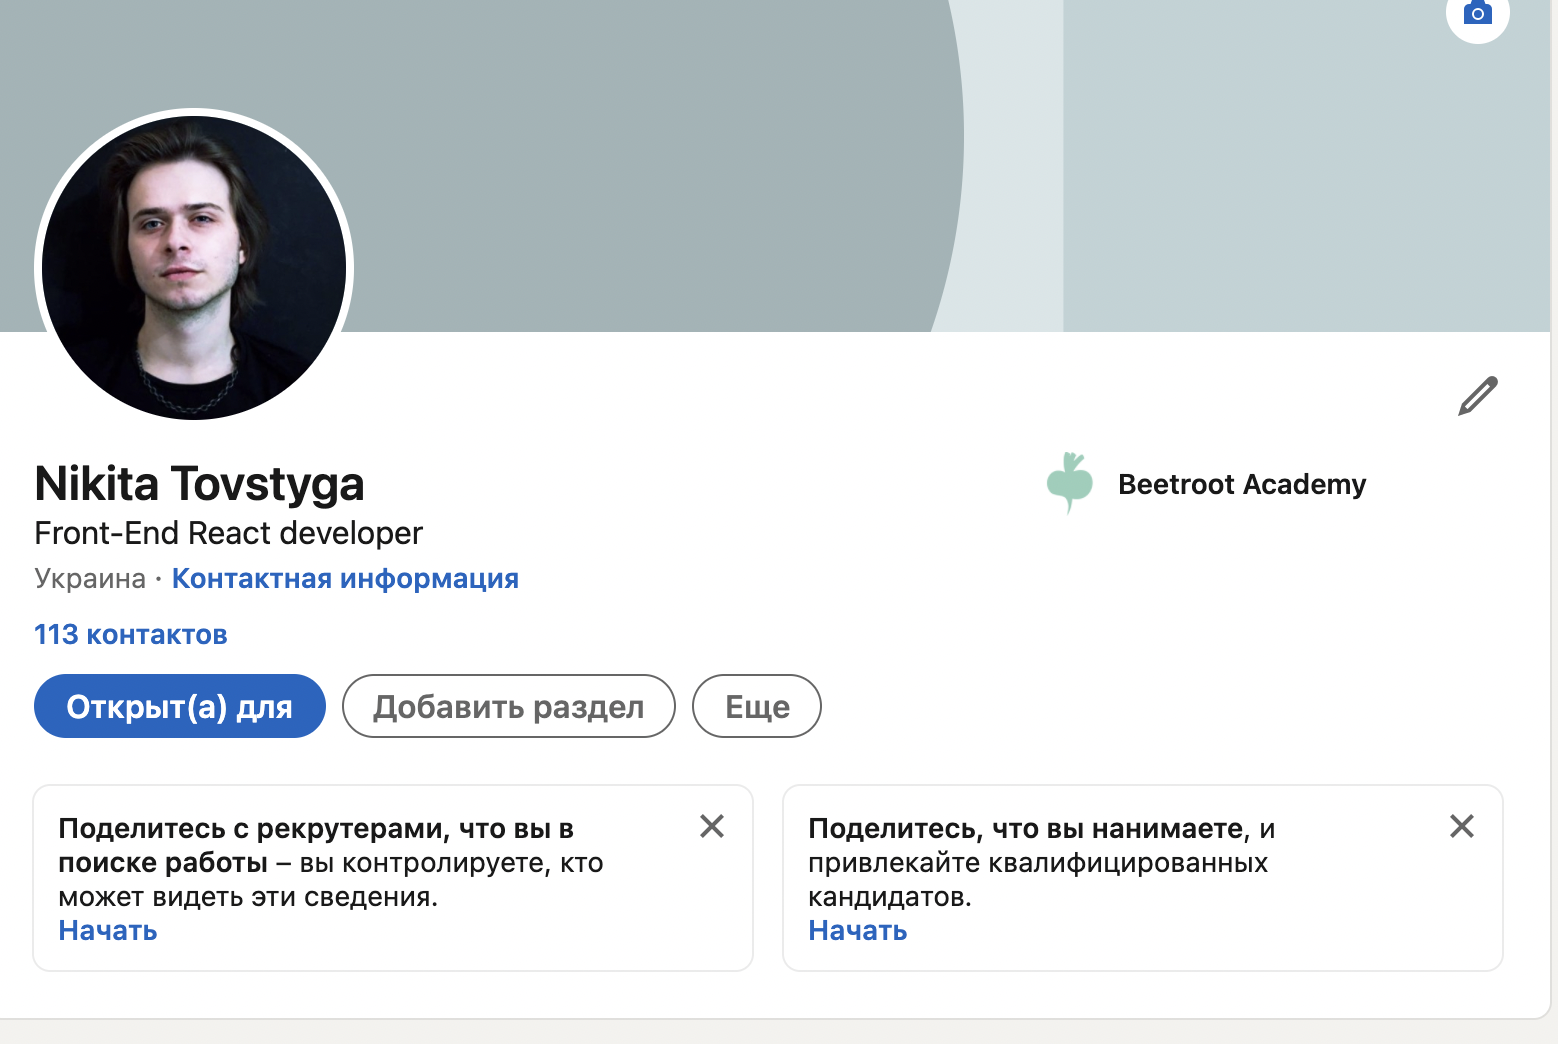 Nikita Tovstyga
Beetroot Academy
Front-End React developer
Украина · Контактная информация
113 контактов
Открыт(а) для
Добавить раздел
Еще
Поделитесь с рекрутерами, что вы в
поиске работы – вы контролируете, кто
может видеть эти сведения.
Начать
Поделитесь, что вы нанимаете, и
привлекайте квалифицированных
кандидатов.
Начать